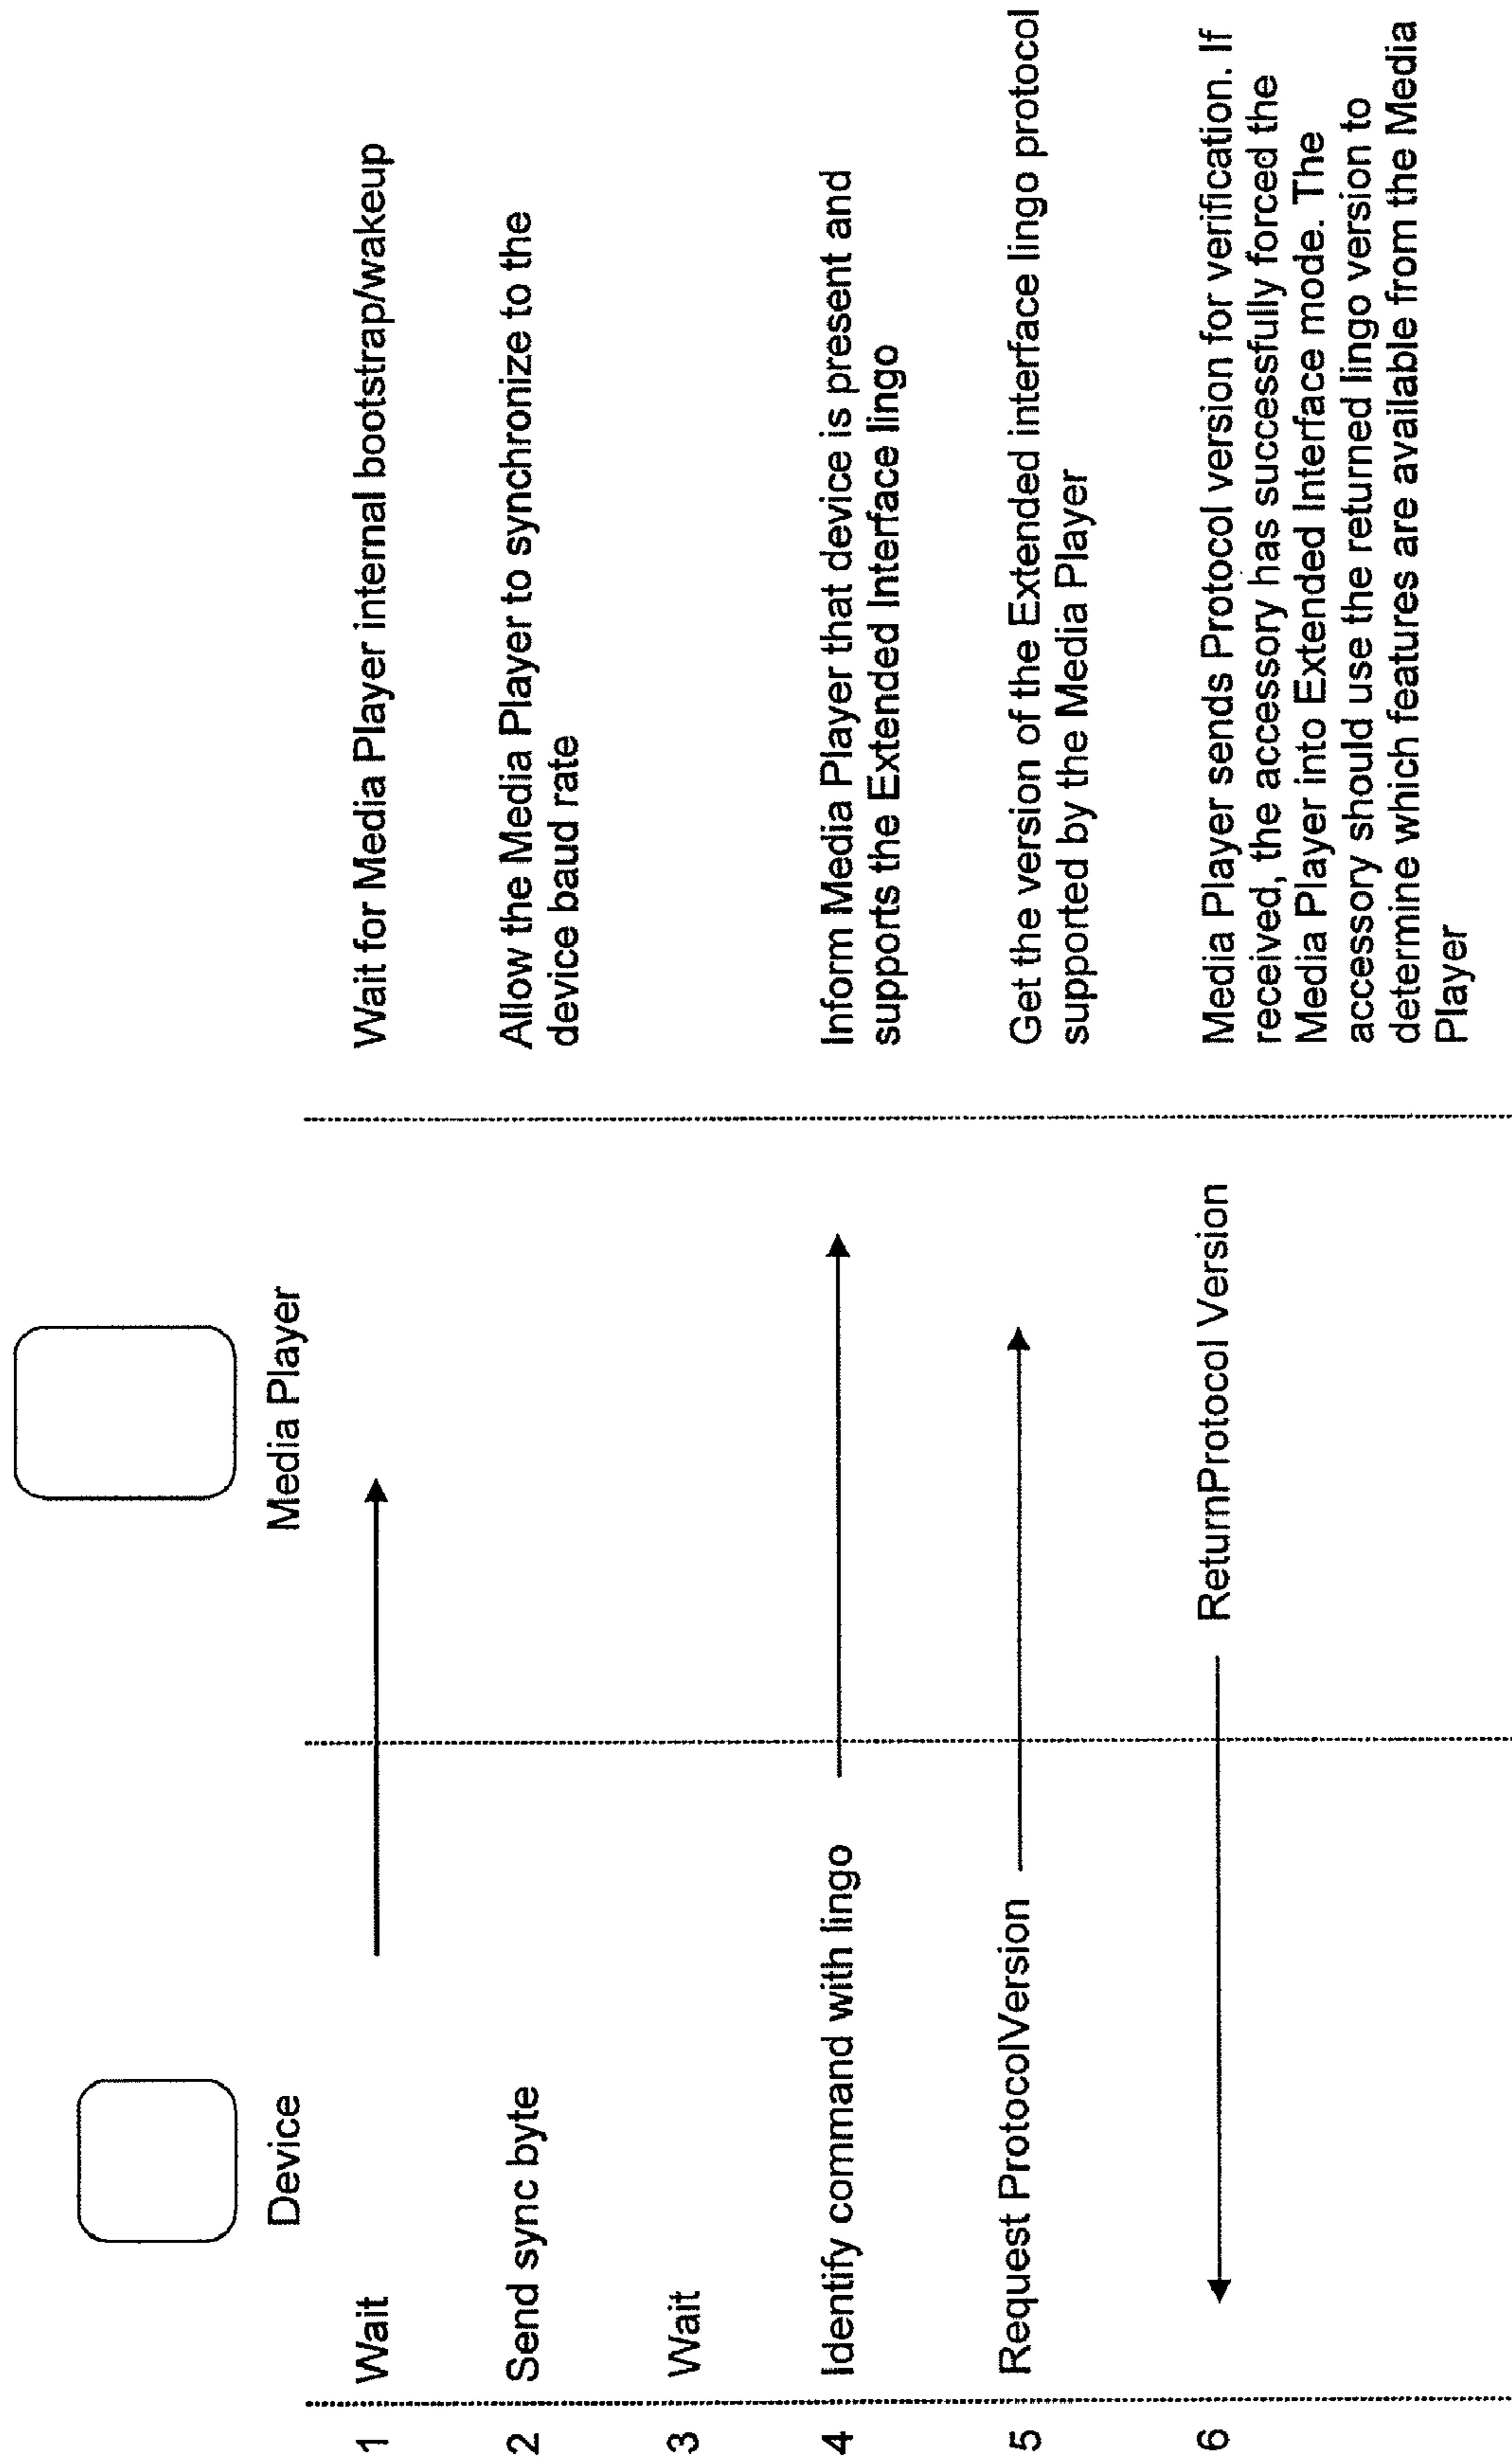 Device
Media Player
1 Wait
Wait for Media Player internal bootstrap/wakeup
2 Send sync byte
Allow the Media Player to synchronize to the
device baud rate
3 Wait
4 Identify command with lingo
Inform Media Player that device is present and
supports the Extended Interface lingo
5 Request ProtocolVersion
Get the version of the Extended interface lingo protocol
supported by the Media Player
6
ReturnProtocol Version
Media Player sends Protocol version for verification. If
received, the accessory has successfully forced the
Media Player into Extended Interface mode. The
accessory should use the returned lingo version to
determine which features are available from the Media
Player